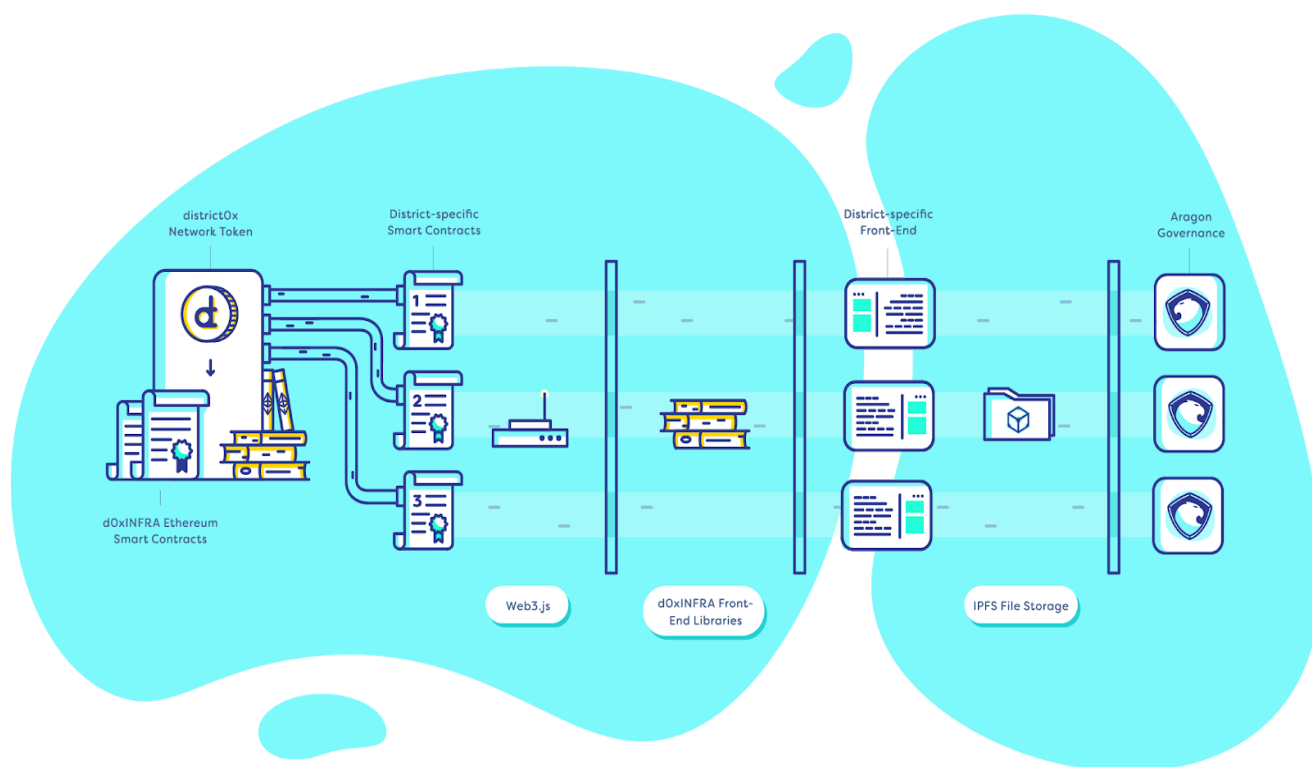 district0x
Network Token
District-specific
Smart Contracts
District-specific
Front-End
Aragon
Governance
d
1
2
3
d0xINFRA Ethereum
Smart Contracts
Web3.js
d0xINFRA Front-
End Libraries
IPFS File Storage